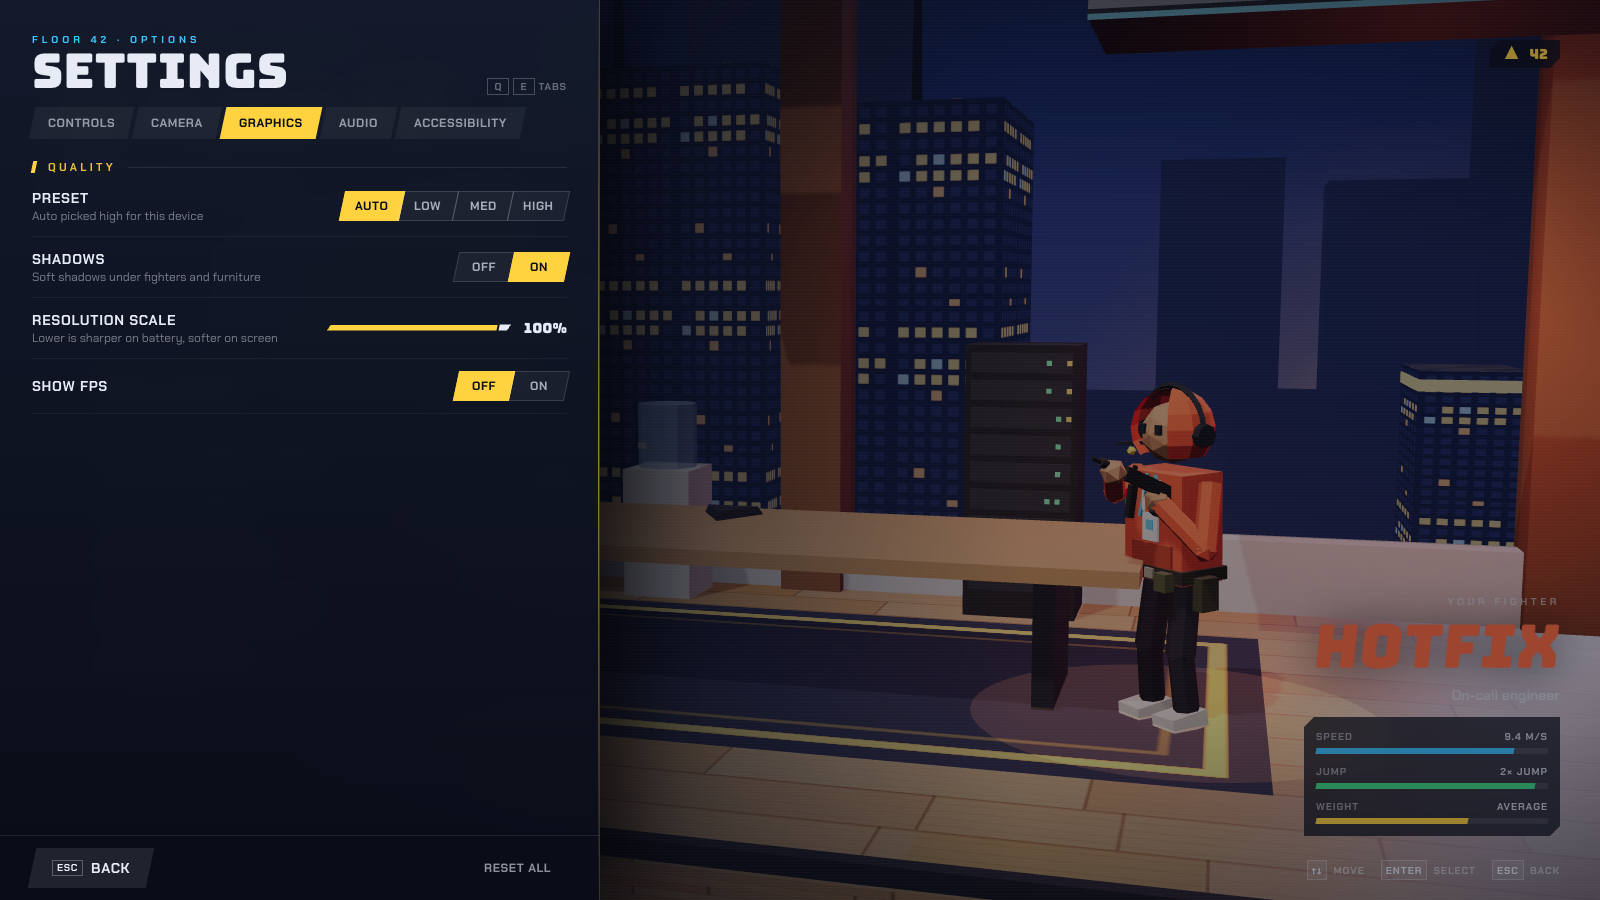 FLOOR 42 · OPTIONS
SETTINGS
Q E TABS
CONTROLS CAMERA GRAPHICS AUDIO ACCESSIBILITY
QUALITY
PRESET
Auto picked high for this device
AUTO LOW MED HIGH
SHADOWS
Soft shadows under fighters and furniture
OFF ON
RESOLUTION SCALE
Lower is sharper on battery, softer on screen
100%
SHOW FPS
OFF ON
ESC BACK
RESET ALL
42
YOUR FIGHTER
HOTFIX
On-call engineer
SPEED 9.4 M/S
JUMP 2× JUMP
WEIGHT AVERAGE
↑↓ MOVE ENTER SELECT ESC BACK